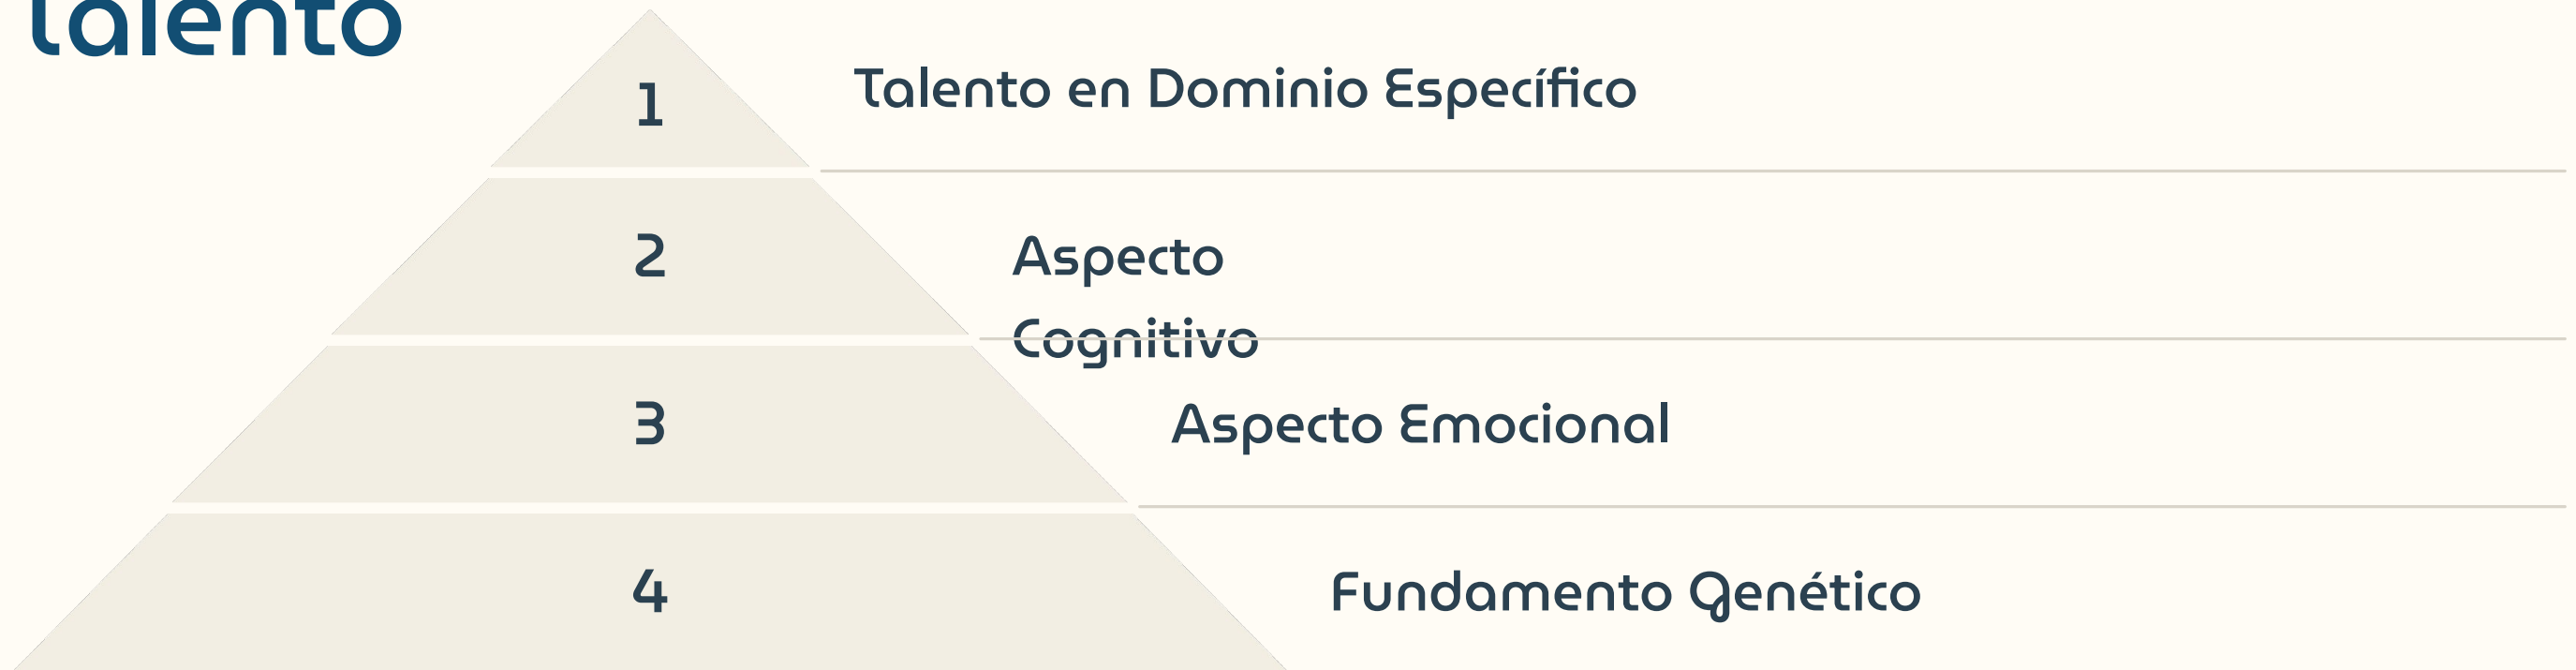 Talento
1
Talento en Dominio Específico
2
Aspecto
Cognitivo
3
Aspecto Emocional
4
Fundamento Genético